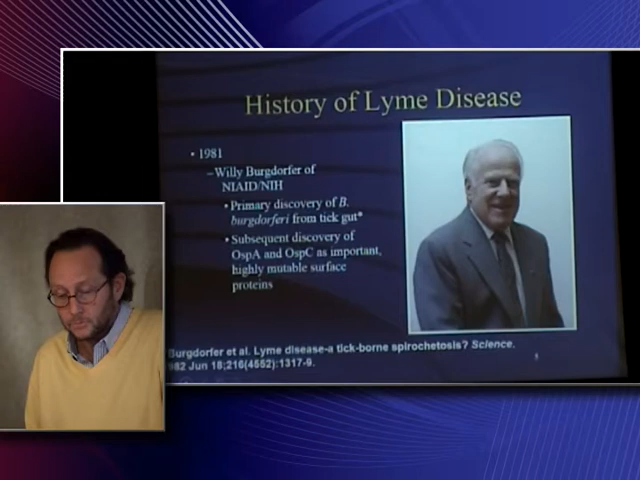 History of Lyme Disease
• 1981
–Willy Burgdorfer of
NIAID/NIH
•Primary discovery of B.
burgdorferi from tick gut*
•Subsequent discovery of
OspA and OspC as important,
highly mutable surface
proteins
Burgdorfer et al. Lyme disease-a tick-borne spirochetosis? Science.
982 Jun 18;216(4552):1317-9.